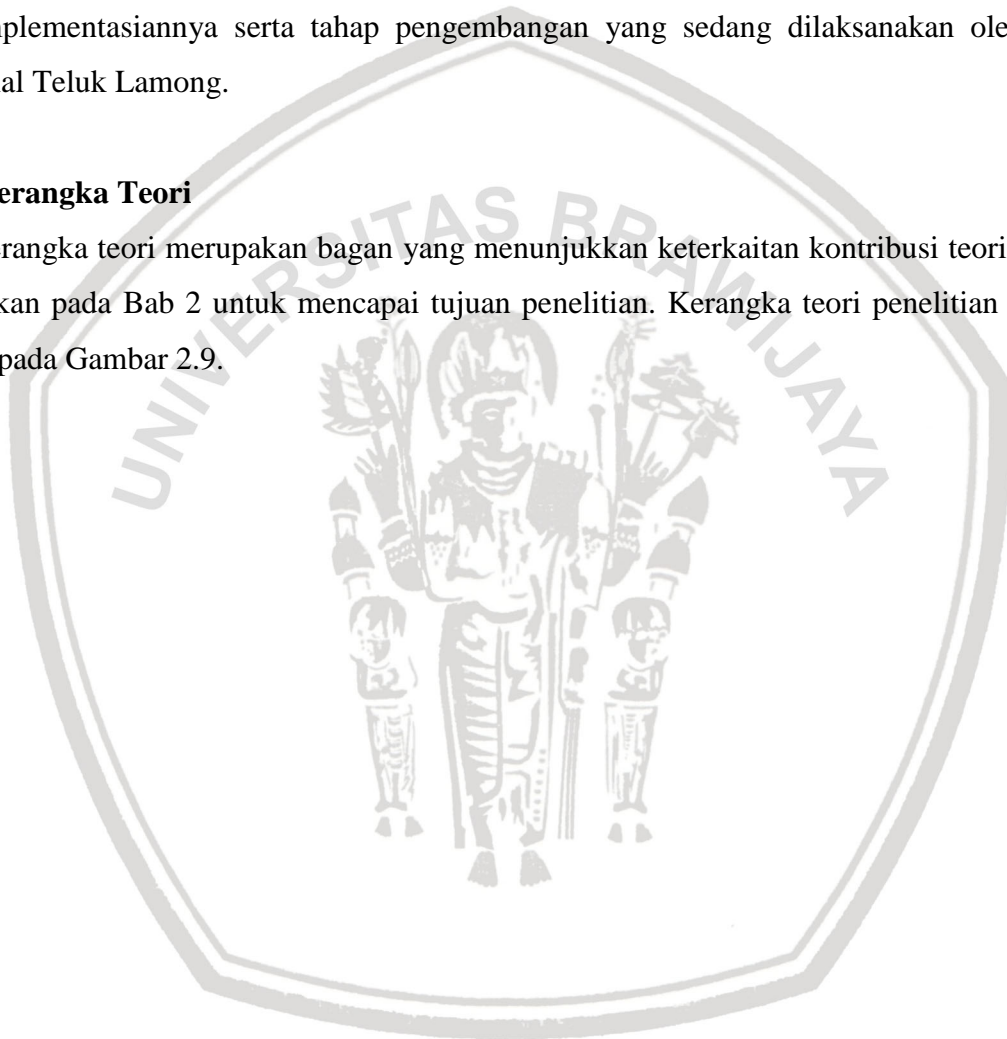 nplementasiannya serta tahap pengembangan yang sedang dilaksanakan ole
al Teluk Lamong.
erangka Teori
erangka teori merupakan bagan yang menunjukkan keterkaitan kontribusi teori
kan pada Bab 2 untuk mencapai tujuan penelitian. Kerangka teori penelitian
pada Gambar 2.9.
UNIVERSITAS BRAWIJAYA